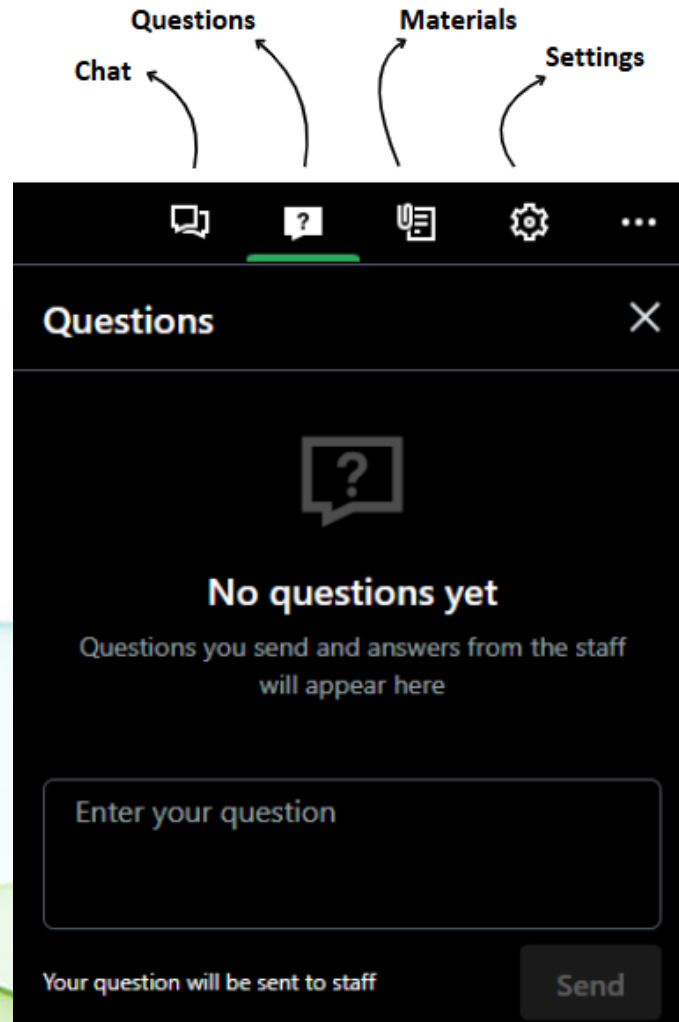 Questions
Materials
Chat
Settings
?
Questions
?
No questions yet
Questions you send and answers from the staff
will appear here
Enter your question
Your question will be sent to staff
Send